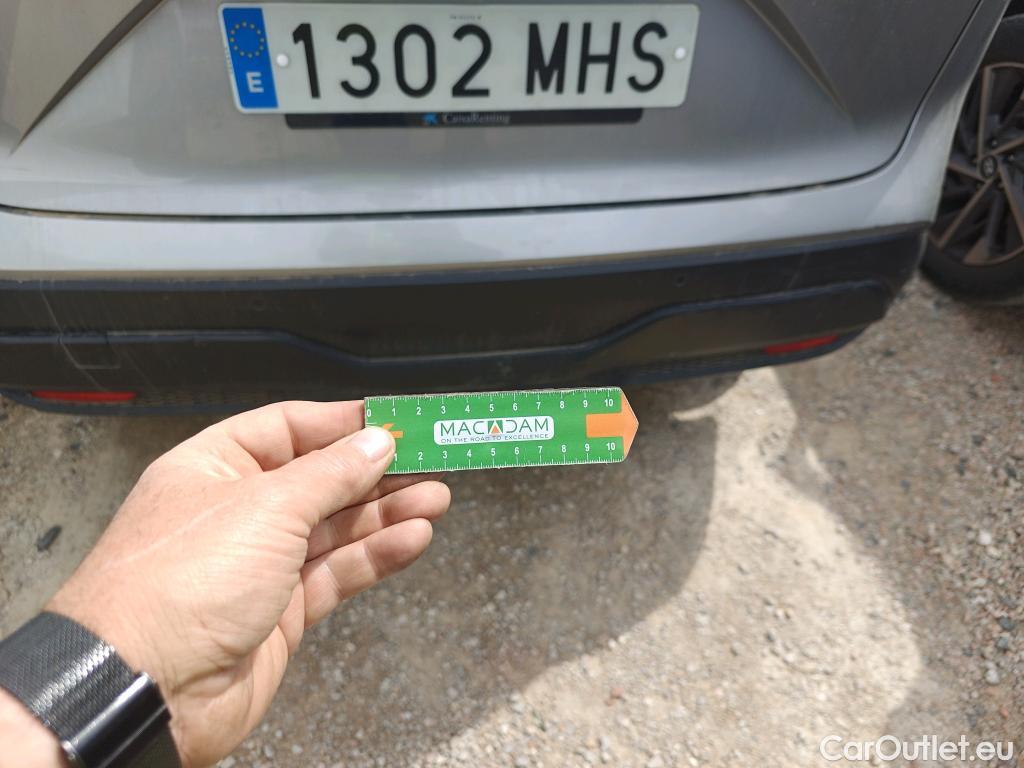 E 1302 MHS
CaixaRenting
0 1 2 3 4 5 6 7 8 9 10
MACADAM
ON THE ROAD TO EXCELLENCE
1 2 3 4 5 6 7 8 9 10
CarOutlet.eu